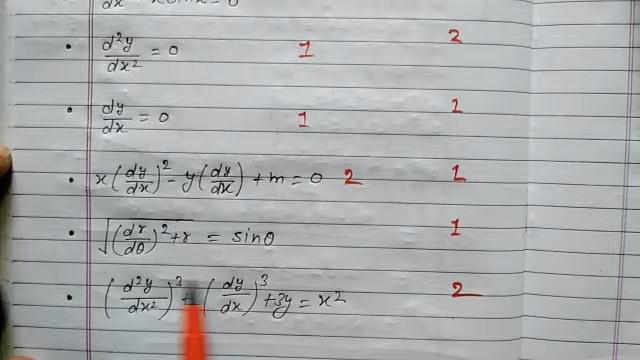 • d²y/dx² = 0 1 2
• dy/dx = 0 1 1
• x(dy/dx)² - y(dy/dx) + m = 0 2 1
• √((dr/dθ)² + r) = sinθ 1
• (d²y/dx²)³ + (dy/dx)³ + 3y = x² 2